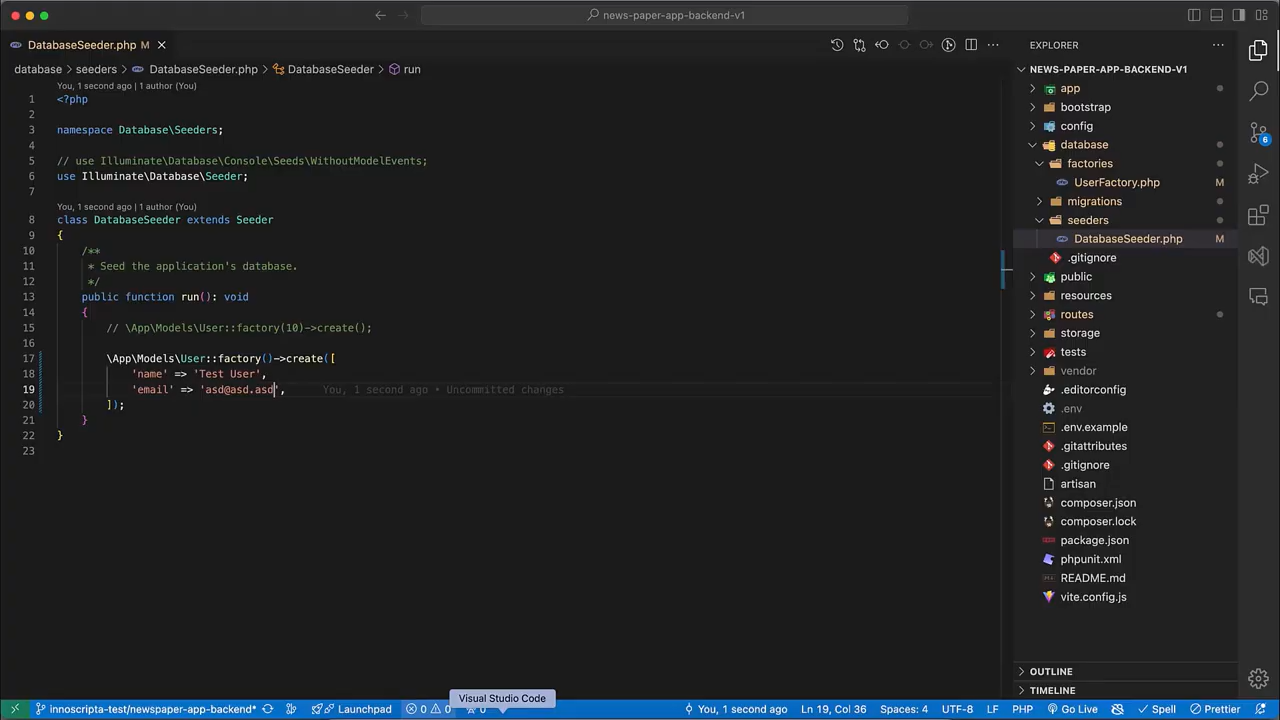 news-paper-app-backend-v1
DatabaseSeeder.php M
EXPLORER
database > seeders > DatabaseSeeder.php > DatabaseSeeder > run
You, 1 second ago | 1 author (You)
1 <?php
2
3 namespace Database\Seeders;
4
5 // use Illuminate\Database\Console\Seeds\WithoutModelEvents;
6 use Illuminate\Database\Seeder;
7
You, 1 second ago | 1 author (You)
8 class DatabaseSeeder extends Seeder
9 {
10 /**
11 * Seed the application's database.
12 */
13 public function run(): void
14 {
15 // \App\Models\User::factory(10)->create();
16
17 \App\Models\User::factory()->create([
18 'name' => 'Test User',
19 'email' => 'asd@asd.asd', You, 1 second ago • Uncommitted changes
20 ]);
21 }
22 }
23
NEWS-PAPER-APP-BACKEND-V1
app
bootstrap
config
database
factories
UserFactory.php M
migrations
seeders
DatabaseSeeder.php M
.gitignore
public
resources
routes
storage
tests
vendor
.editorconfig
.env
.env.example
.gitattributes
.gitignore
artisan
composer.json
composer.lock
package.json
phpunit.xml
README.md
vite.config.js
OUTLINE
TIMELINE
6
Visual Studio Code
innoscripta-test/newspaper-app-backend* Launchpad 0 0 0 You, 1 second ago Ln 19, Col 36 Spaces: 4 UTF-8 LF PHP Go Live Spell Prettier